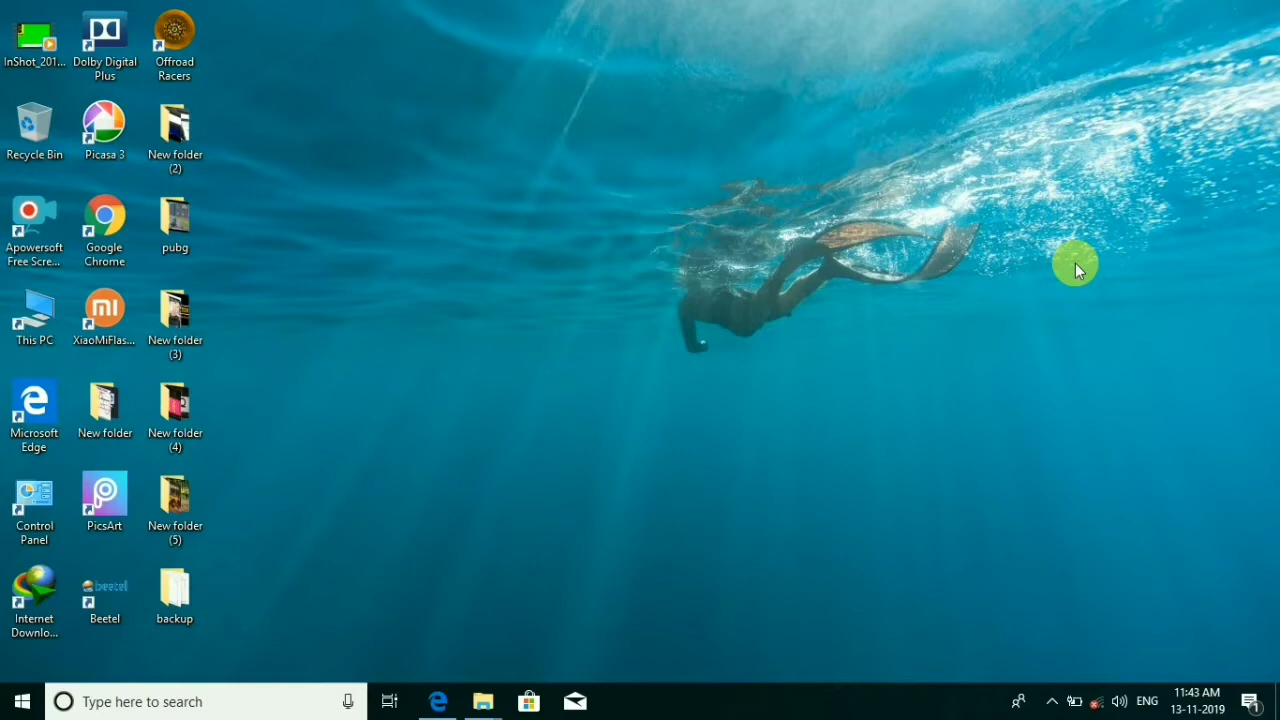 InShot_201...
Dolby Digital
Plus
Offroad
Racers
Recycle Bin
Picasa 3
New folder
(2)
Apowersoft
Free Scre...
Google
Chrome
pubg
This PC
XiaoMiFlas...
New folder
(3)
Microsoft
Edge
New folder
New folder
(4)
Control
Panel
PicsArt
New folder
(5)
Internet
Downlo...
beetel
Beetel
backup
Type here to search
ENG
11:43 AM
13-11-2019
1